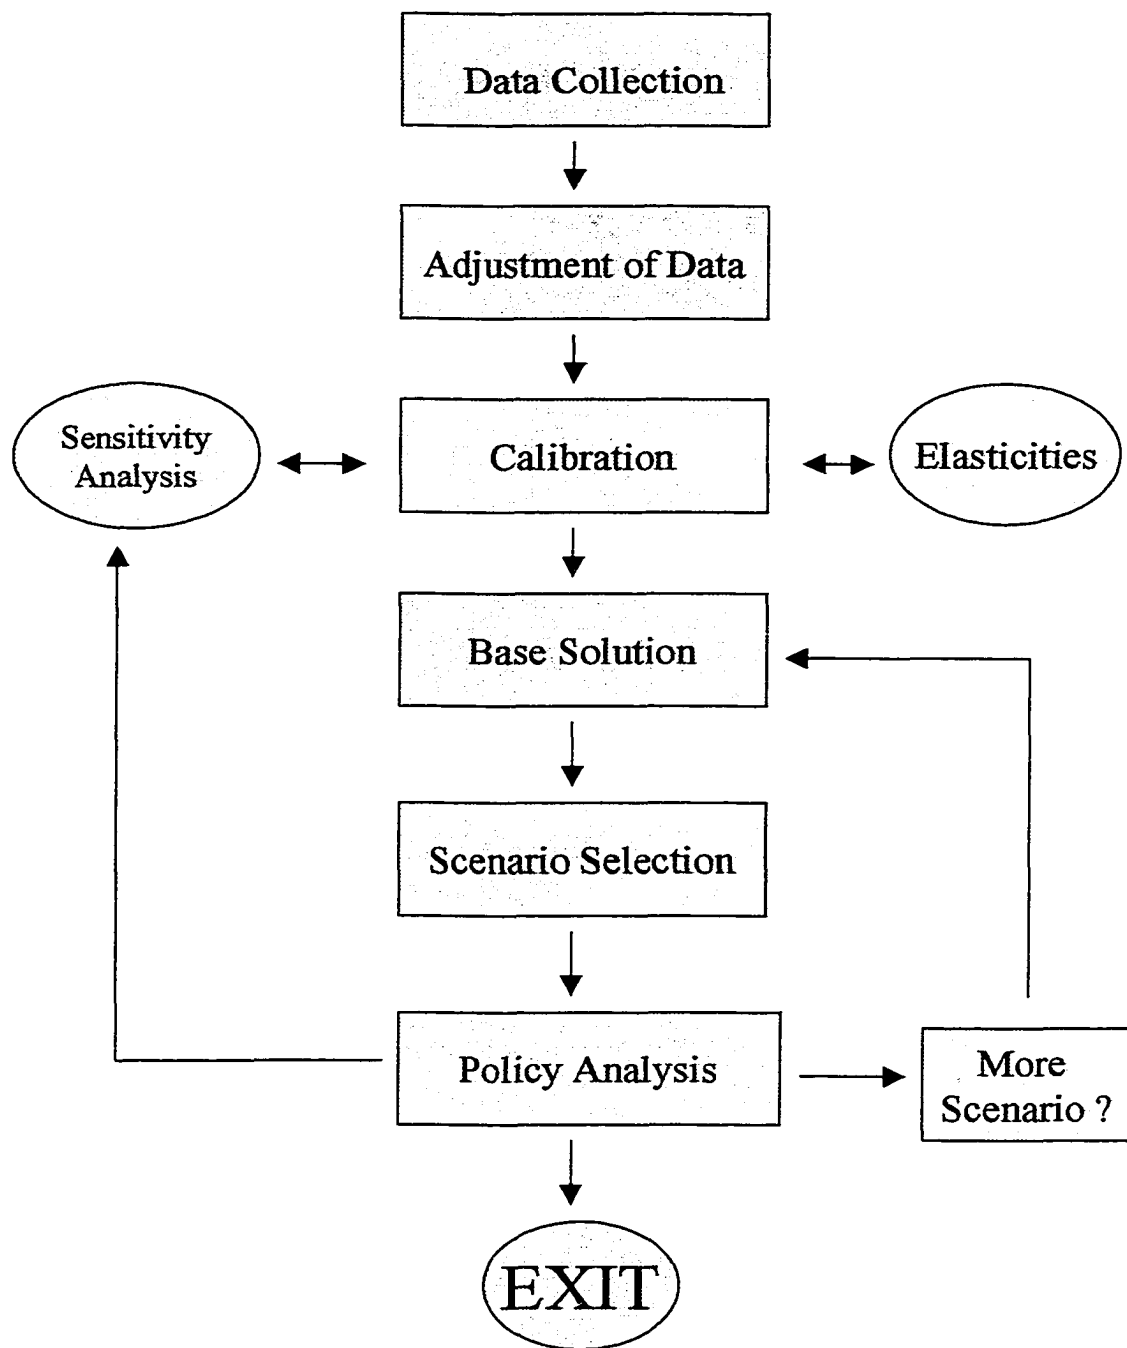 Data Collection
Adjustment of Data
Sensitivity
Analysis
Calibration
Elasticities
Base Solution
Scenario Selection
Policy Analysis
More
Scenario ?
EXIT